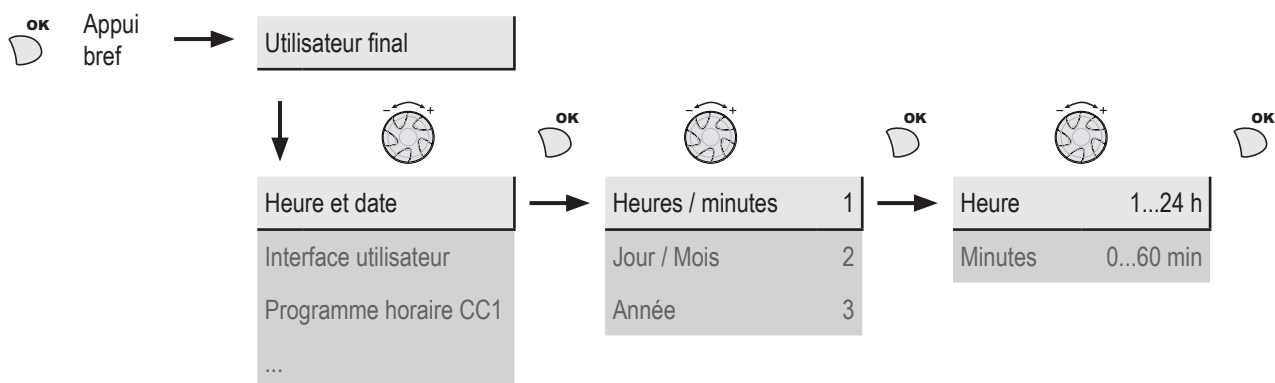 OK
Appui
bref
Utilisateur final
- +
OK
- +
OK
- +
OK
Heure et date
Heures / minutes 1
Heure 1...24 h
Interface utilisateur
Jour / Mois 2
Minutes 0...60 min
Programme horaire CC1
Année 3
...